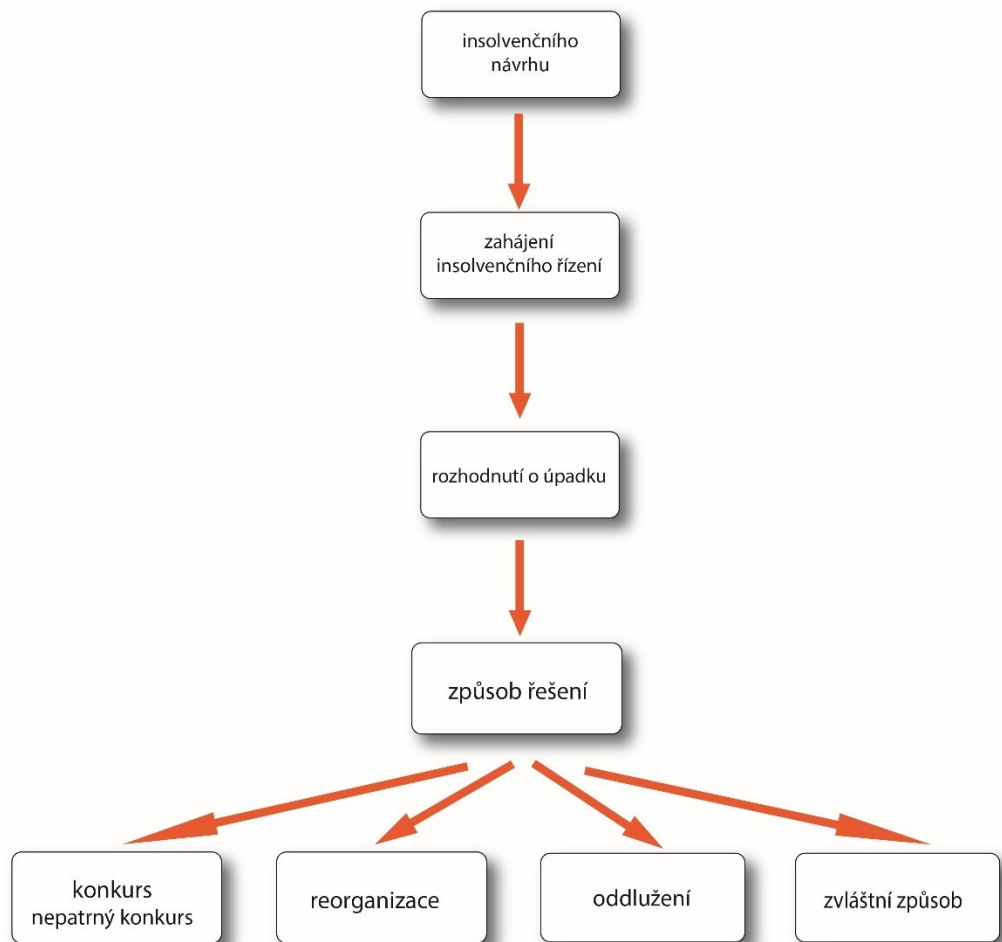 insolvenčního
návrhu
zahájení
insolvenčního řízení
rozhodnutí o úpadku
způsob řešení
konkurs
nepatrný konkurs
reorganizace
oddlužení
zvláštní způsob